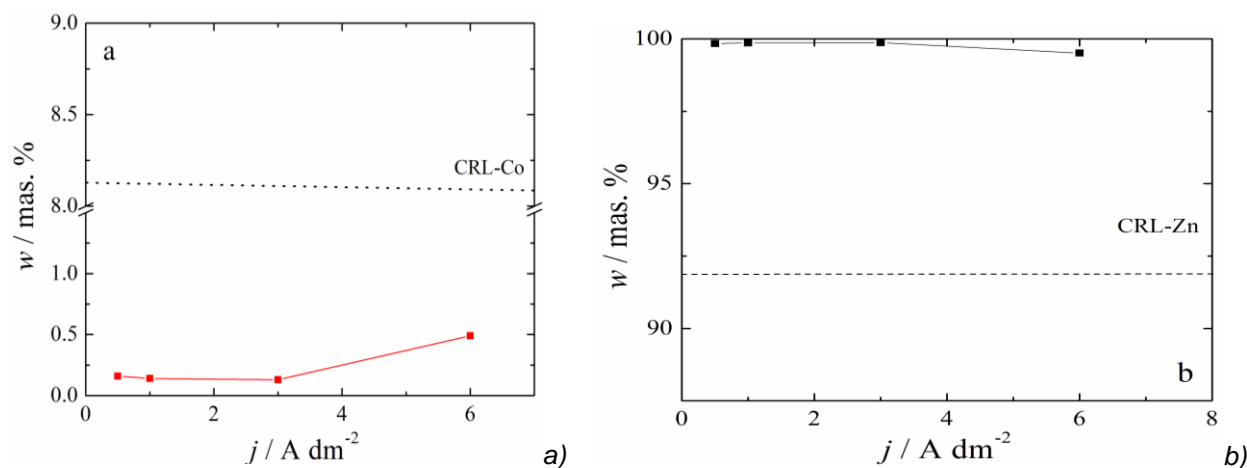 a
9.0
8.5
8.0
1.0
0.5
0.0
w / mas. %
CRL-Co
0 2 4 6
j / A dm-2
a)
100
95
90
w / mas. %
CRL-Zn
b
0 2 4 6 8
j / A dm-2
b)